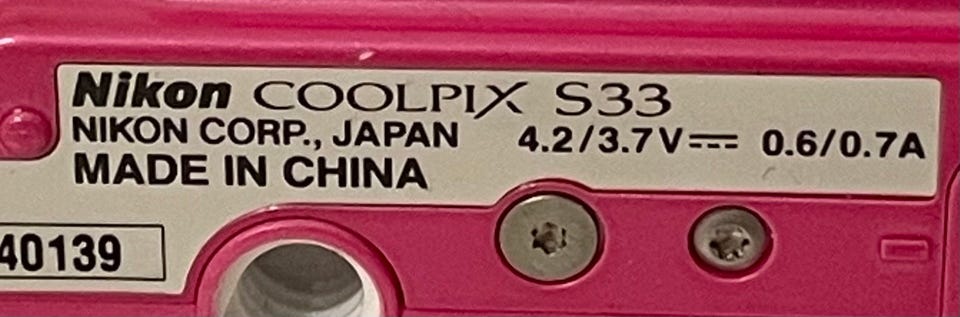 Nikon COOLPIX S33
NIKON CORP., JAPAN 4.2/3.7V⎓ 0.6/0.7A
MADE IN CHINA
40139